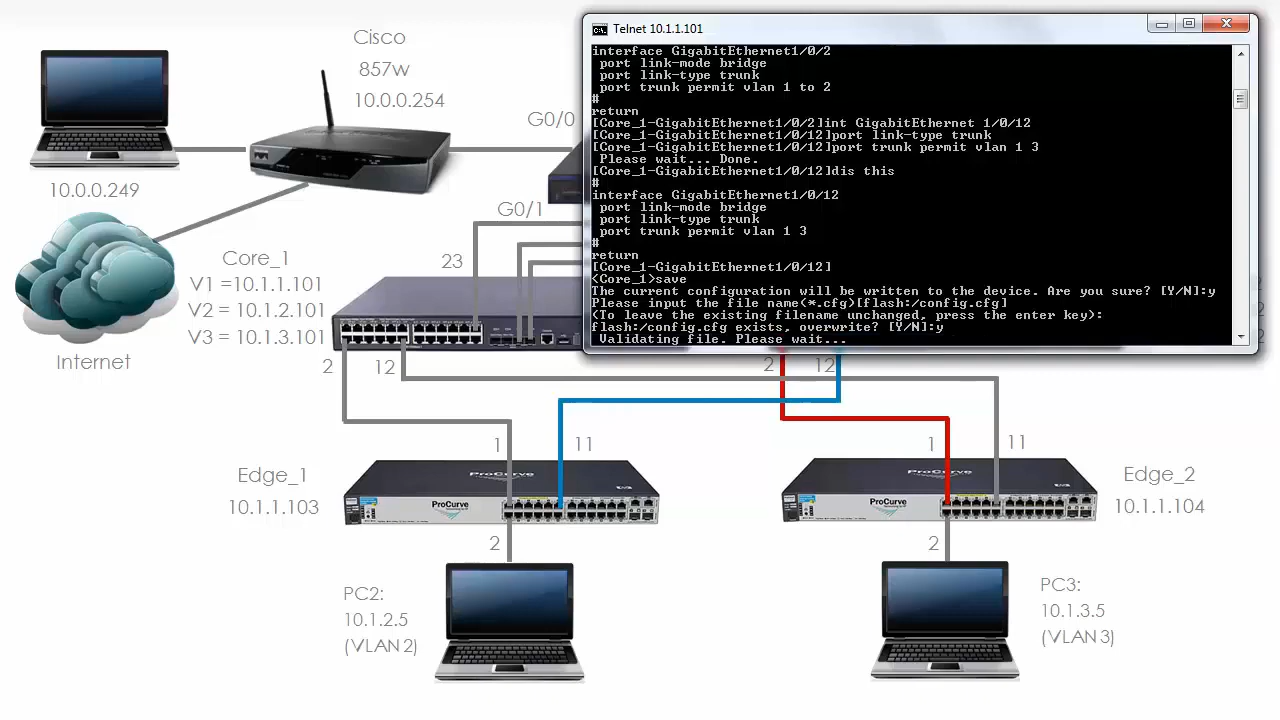 Cisco
857w
10.0.0.254
10.0.0.249
Internet
G0/0
G0/1
23
Core_1
V1 =10.1.1.101
V2 = 10.1.2.101
V3 = 10.1.3.101
2
12
Telnet 10.1.1.101
interface GigabitEthernet1/0/2
port link-mode bridge
port link-type trunk
port trunk permit vlan 1 to 2
#
return
[Core_1-GigabitEthernet1/0/2]int GigabitEthernet 1/0/12
[Core_1-GigabitEthernet1/0/12]port link-type trunk
[Core_1-GigabitEthernet1/0/12]port trunk permit vlan 1 3
Please wait... Done.
[Core_1-GigabitEthernet1/0/12]dis this
#
interface GigabitEthernet1/0/12
port link-mode bridge
port link-type trunk
port trunk permit vlan 1 3
#
return
[Core_1-GigabitEthernet1/0/12]
<Core_1>save
The current configuration will be written to the device. Are you sure? [Y/N]:y
Please input the file name(*.cfg)[flash:/config.cfg]
(To leave the existing filename unchanged, press the enter key):
flash:/config.cfg exists, overwrite? [Y/N]:y
Validating file. Please wait...
2
12
1
11
Edge_1
10.1.1.103
ProCurve
ProCurve
2
PC2:
10.1.2.5
(VLAN 2)
1
11
Edge_2
10.1.1.104
ProCurve
ProCurve
2
PC3:
10.1.3.5
(VLAN 3)